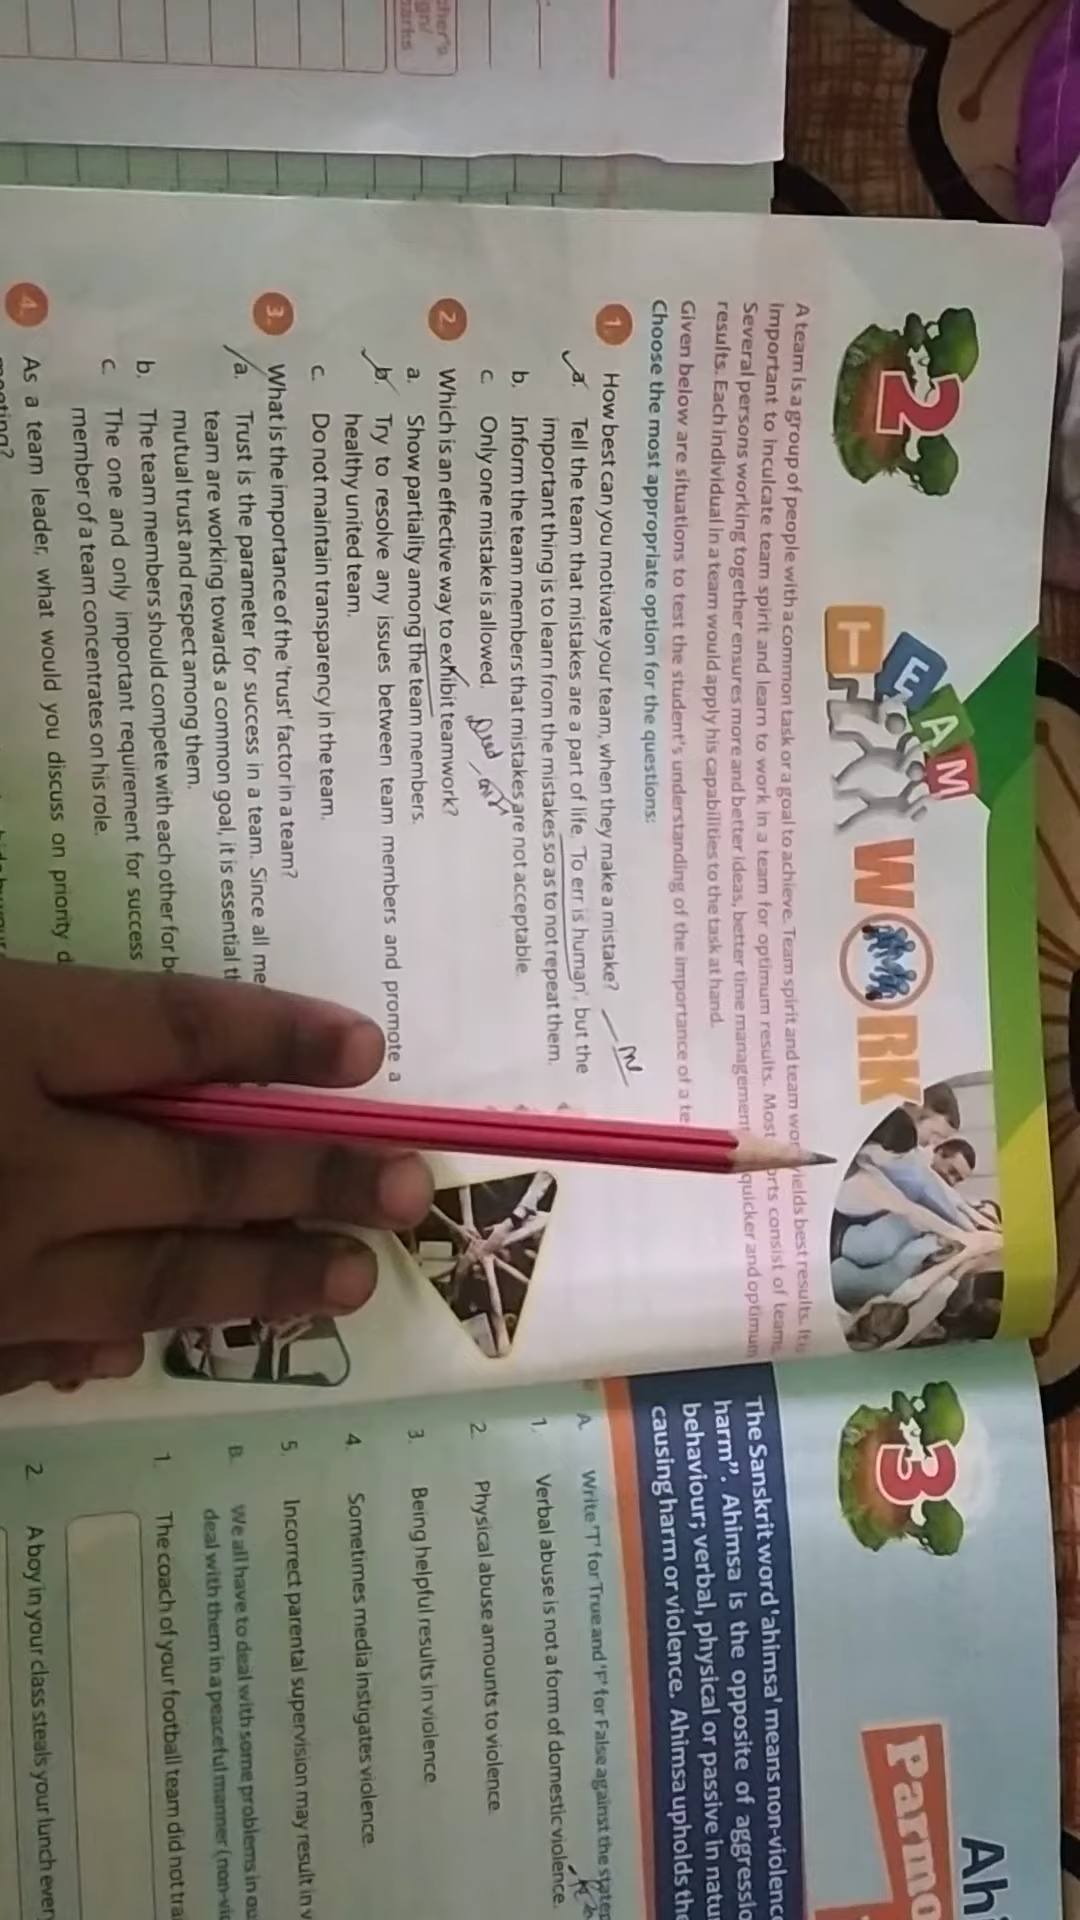 cher's
gn/
arks
2
TEAM WORK
A team is a group of people with a common task or a goal to achieve. Team spirit and team wor ields best results. It is
important to inculcate team spirit and learn to work in a team for optimum results. Most orts consist of teams.
Several persons working together ensures more and better ideas, better time management quicker and optimum
results. Each individual in a team would apply his capabilities to the task at hand.
Given below are situations to test the student's understanding of the importance of a te
Choose the most appropriate option for the questions:
1. How best can you motivate your team, when they make a mistake?
a. Tell the team that mistakes are a part of life. 'To err is human', but the
important thing is to learn from the mistakes so as to not repeat them.
b. Inform the team members that mistakes are not acceptable.
c. Only one mistake is allowed.
2. Which is an effective way to exhibit teamwork?
a. Show partiality among the team members.
b. Try to resolve any issues between team members and promote a
healthy united team.
c. Do not maintain transparency in the team.
3. What is the importance of the 'trust' factor in a team?
a. Trust is the parameter for success in a team. Since all me
team are working towards a common goal, it is essential th
mutual trust and respect among them.
b. The team members should compete with each other for be
c. The one and only important requirement for success
member of a team concentrates on his role.
4. As a team leader, what would you discuss on priority d
3
Ah
Parmo
The Sanskrit word 'ahimsa' means non-violenc
harm". Ahimsa is the opposite of aggressio
behaviour; verbal, physical or passive in natu
causing harm or violence. Ahimsa upholds the
A. Write 'T' for True and 'F' for False against the state
1. Verbal abuse is not a form of domestic violence.
2. Physical abuse amounts to violence.
3. Being helpful results in violence.
4. Sometimes media instigates violence.
5. Incorrect parental supervision may result in v
B. We all have to deal with some problems in ou
deal with them in a peaceful manner (non-vio
1. The coach of your football team did not tra
2. A boy in your class steals your lunch every